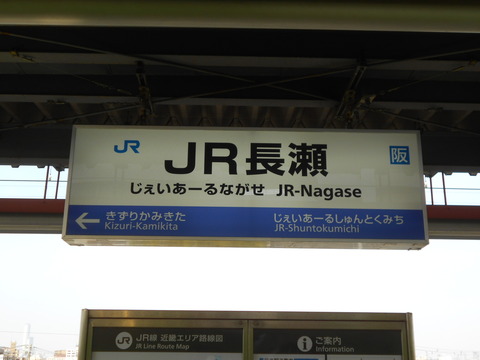 JR
JR長瀬
阪
じぇいあーるながせ JR-Nagase
きずりかみきた
Kizuri-Kamikita
じぇいあーるしゅんとくみち
JR-Shuntokumichi
JR JR線 近畿エリア路線図
JR Line Route Map
ご案内
Information